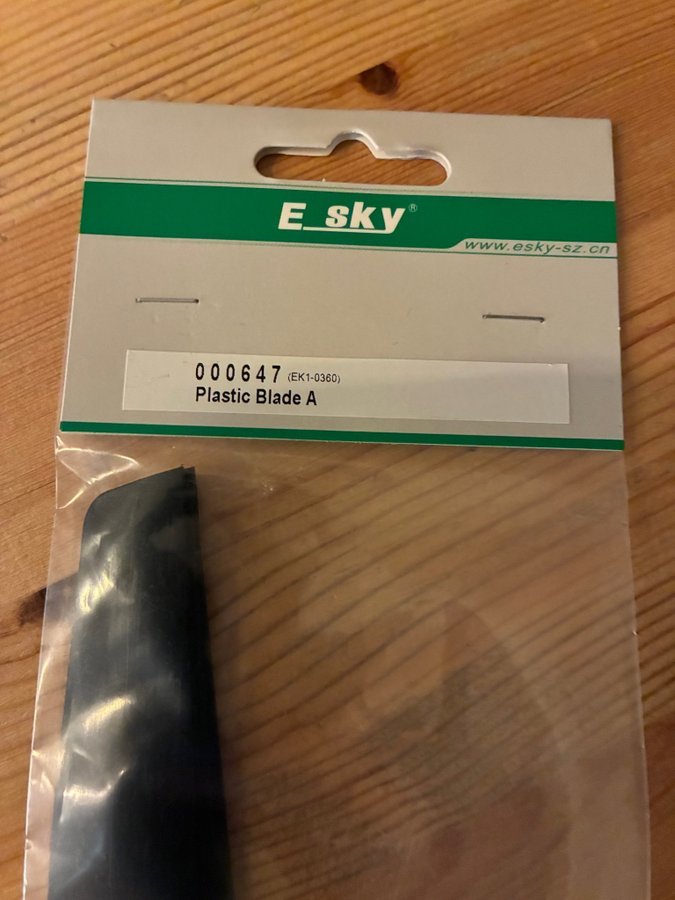 E_sky®
www.esky-sz.cn
000647 (EK1-0360)
Plastic Blade A